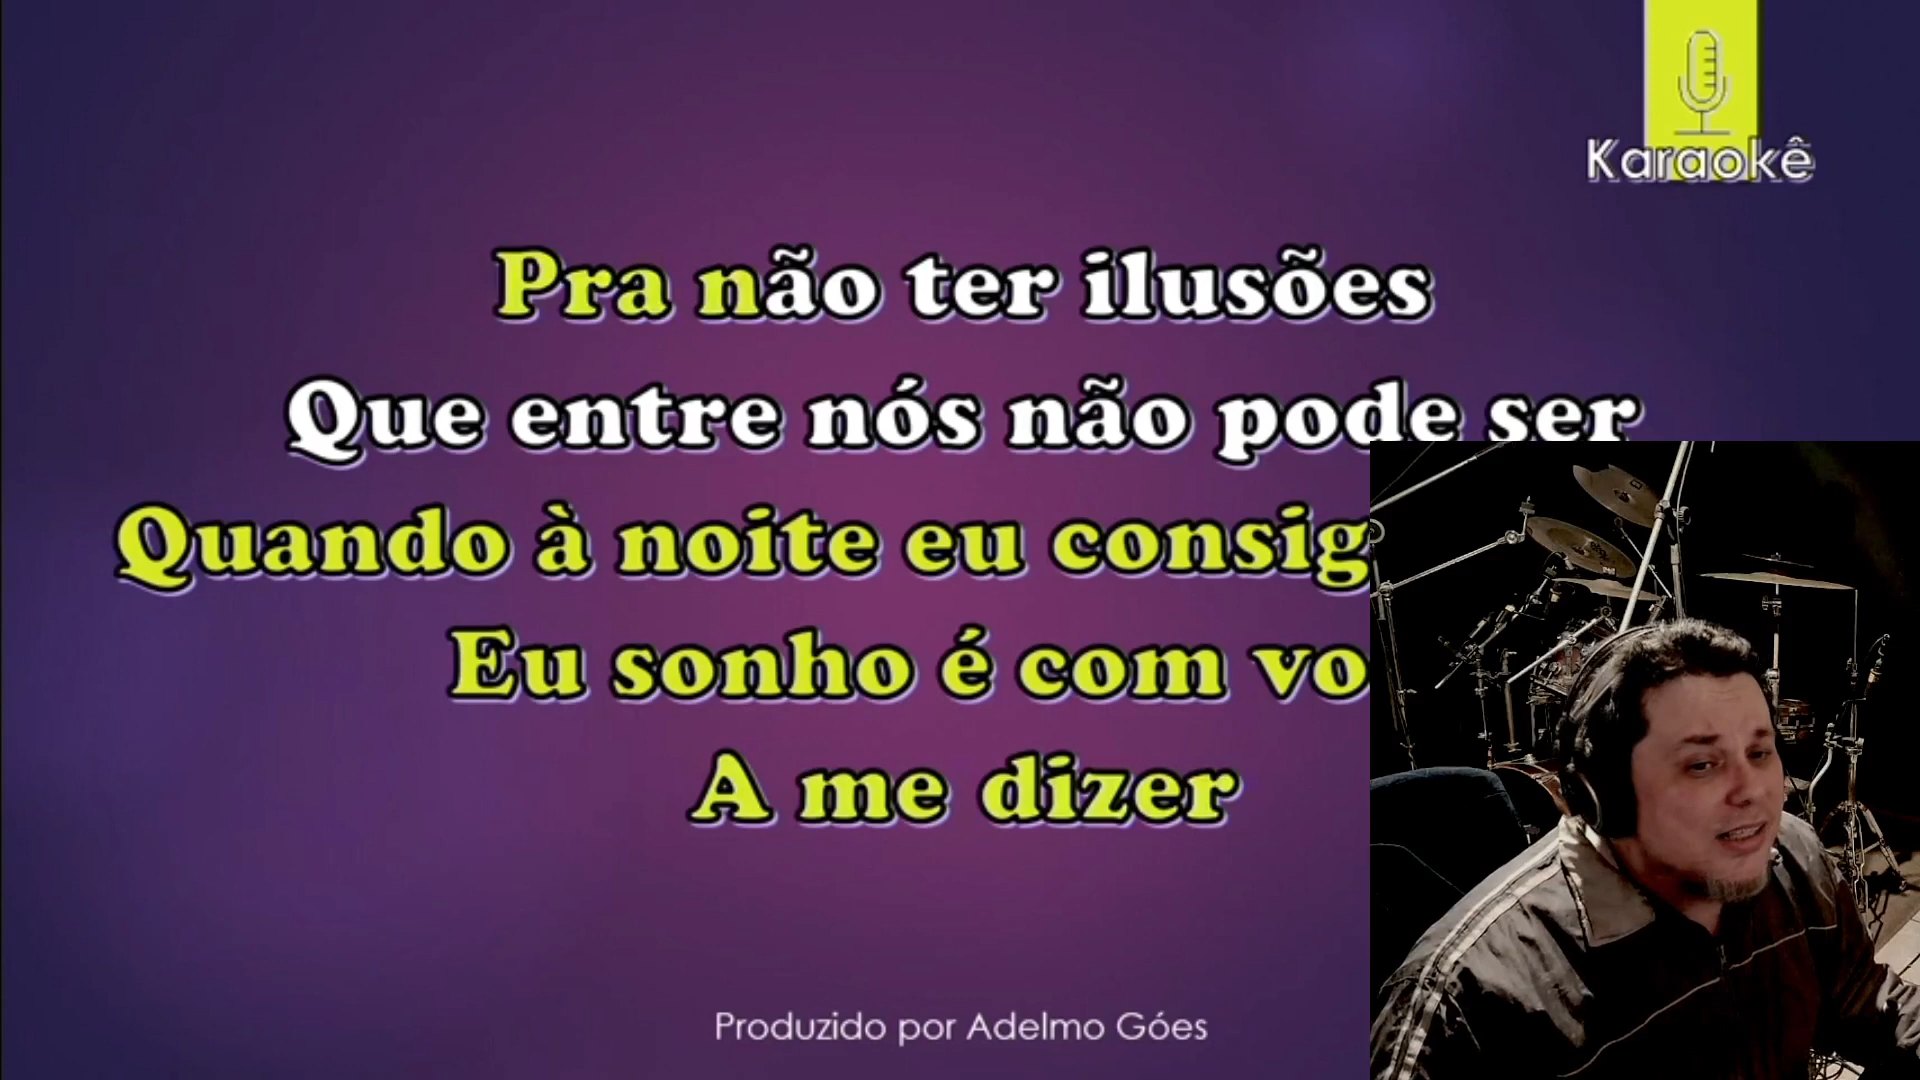 Karaokê
Pra não ter ilusões
Que entre nós não pode ser
Quando à noite eu consig
Eu sonho é com vo
A me dizer
Produzido por Adelmo Góes